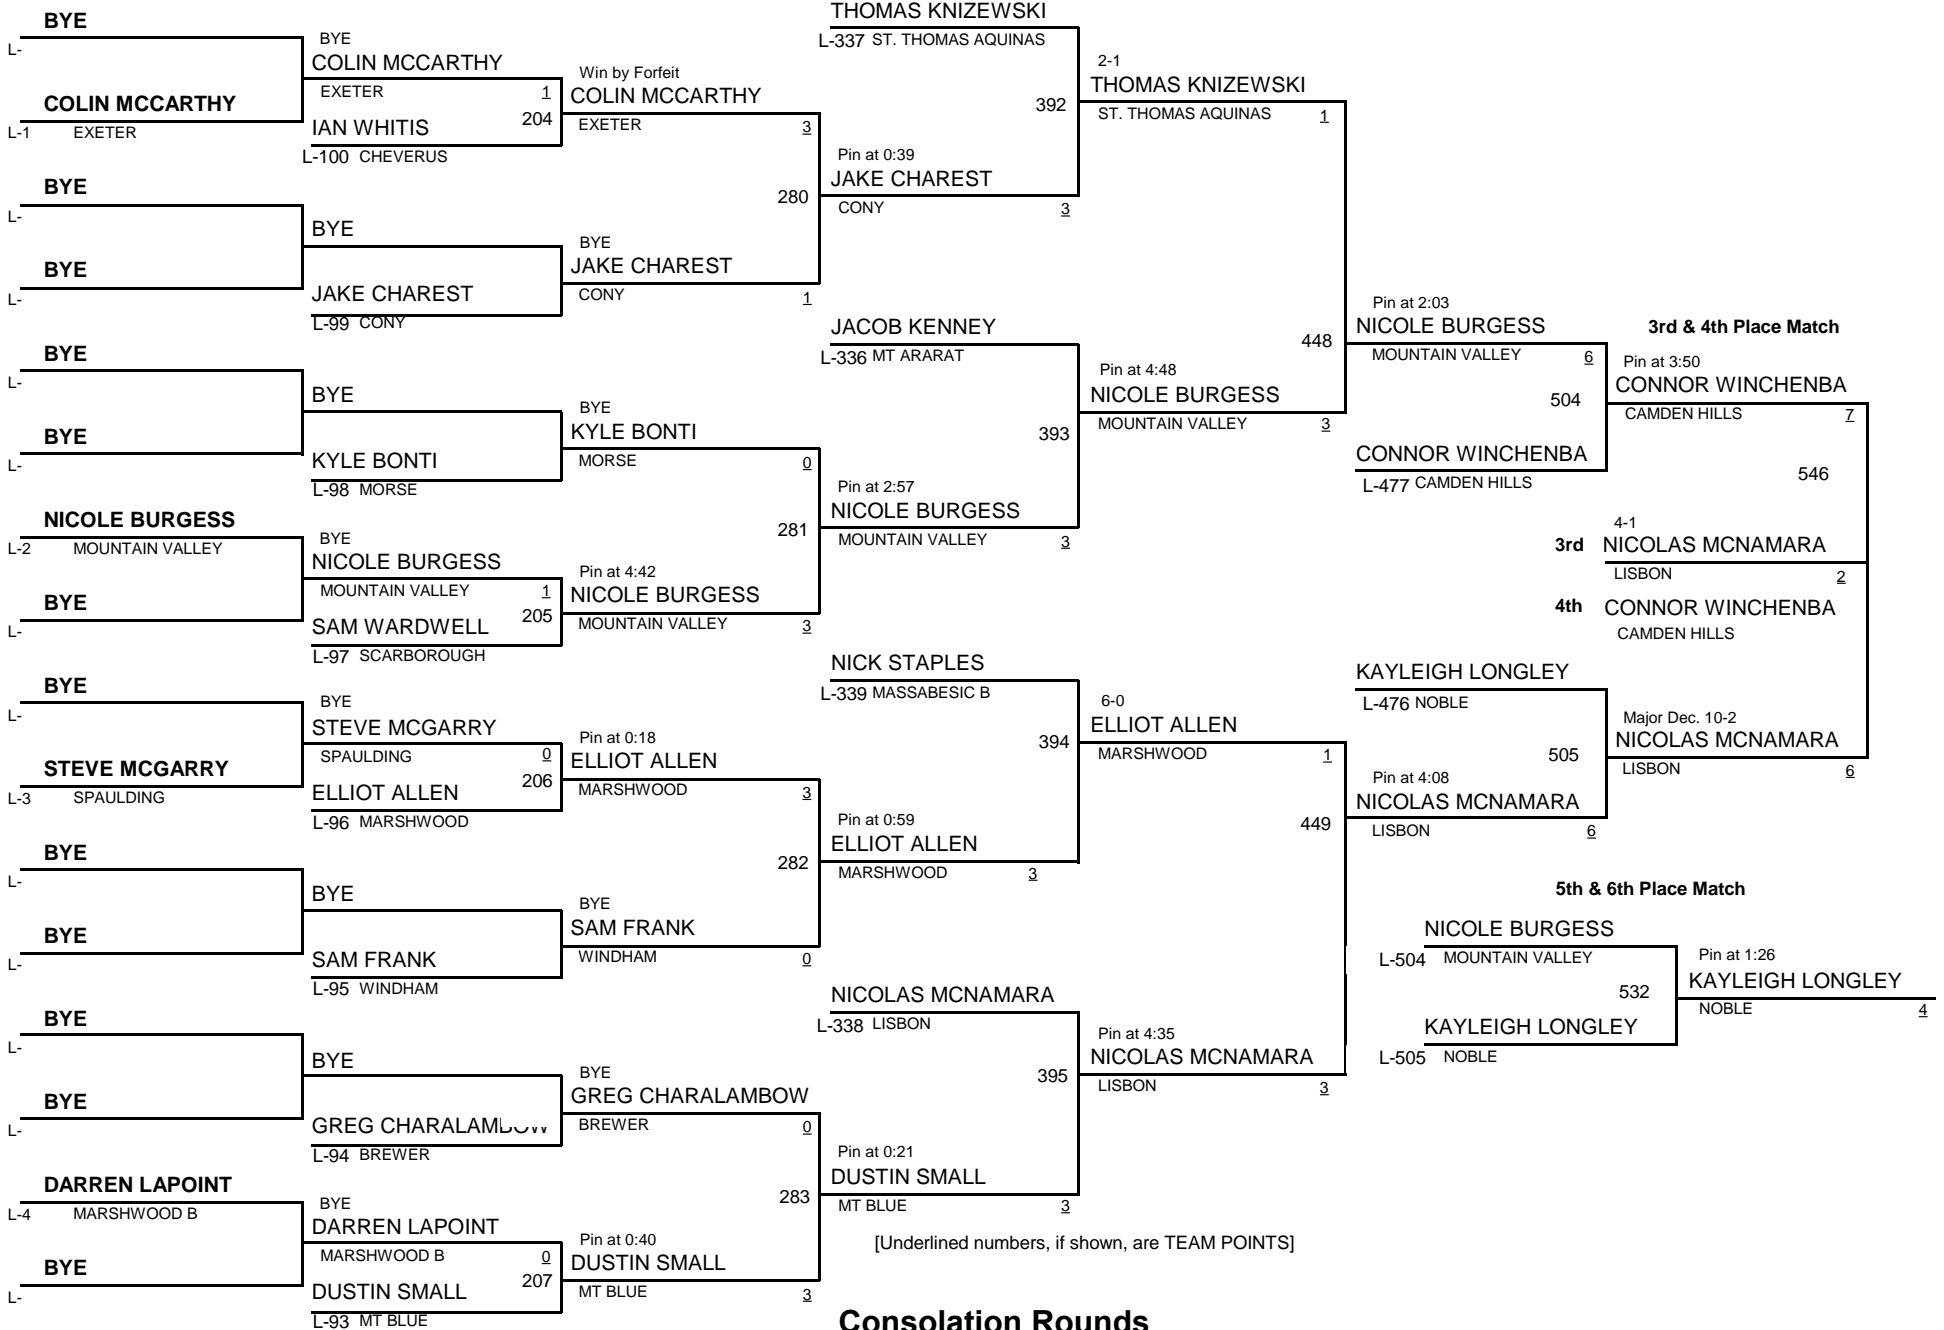 BYE
L-
COLIN MCCARTHY
L-1 EXETER
BYE
L-
BYE
L-
BYE
L-
BYE
L-
NICOLE BURGESS
L-2 MOUNTAIN VALLEY
BYE
L-
BYE
L-
STEVE MCGARRY
L-3 SPAULDING
BYE
L-
BYE
L-
BYE
L-
BYE
L-
DARREN LAPOINT
L-4 MARSHWOOD B
BYE
L-
BYE
COLIN MCCARTHY
EXETER 1
204
IAN WHITIS
L-100 CHEVERUS
BYE
JAKE CHAREST
L-99 CONY
BYE
KYLE BONTI
L-98 MORSE
BYE
NICOLE BURGESS
MOUNTAIN VALLEY 1
205
SAM WARDWELL
L-97 SCARBOROUGH
BYE
STEVE MCGARRY
SPAULDING 0
206
ELLIOT ALLEN
L-96 MARSHWOOD
BYE
SAM FRANK
L-95 WINDHAM
BYE
GREG CHARALAMBOW
L-94 BREWER
BYE
DARREN LAPOINT
MARSHWOOD B 0
207
DUSTIN SMALL
L-93 MT BLUE
Win by Forfeit
COLIN MCCARTHY
EXETER 3
280
BYE
JAKE CHAREST
CONY 1
BYE
KYLE BONTI
MORSE 0
281
Pin at 4:42
NICOLE BURGESS
MOUNTAIN VALLEY 3
Pin at 0:18
ELLIOT ALLEN
MARSHWOOD 3
282
BYE
SAM FRANK
WINDHAM 0
BYE
GREG CHARALAMBOW
BREWER 0
283
Pin at 0:40
DUSTIN SMALL
MT BLUE 3
THOMAS KNIZEWSKI
L-337 ST. THOMAS AQUINAS
392
Pin at 0:39
JAKE CHAREST
CONY 3
JACOB KENNEY
L-336 MT ARARAT
393
Pin at 2:57
NICOLE BURGESS
MOUNTAIN VALLEY 3
NICK STAPLES
L-339 MASSABESIC B
394
Pin at 0:59
ELLIOT ALLEN
MARSHWOOD 3
NICOLAS MCNAMARA
L-338 LISBON
395
Pin at 0:21
DUSTIN SMALL
MT BLUE 3
2-1
THOMAS KNIZEWSKI
ST. THOMAS AQUINAS 1
448
Pin at 4:48
NICOLE BURGESS
MOUNTAIN VALLEY 3
6-0
ELLIOT ALLEN
MARSHWOOD 1
449
Pin at 4:35
NICOLAS MCNAMARA
LISBON 3
Pin at 2:03
NICOLE BURGESS
MOUNTAIN VALLEY 6
504
CONNOR WINCHENBA
L-477 CAMDEN HILLS
KAYLEIGH LONGLEY
L-476 NOBLE
505
Pin at 4:08
NICOLAS MCNAMARA
LISBON 6
3rd & 4th Place Match
Pin at 3:50
CONNOR WINCHENBA
CAMDEN HILLS 7
546
4-1
3rd NICOLAS MCNAMARA
LISBON 2
4th CONNOR WINCHENBA
CAMDEN HILLS
Major Dec. 10-2
NICOLAS MCNAMARA
LISBON 6
5th & 6th Place Match
NICOLE BURGESS
L-504 MOUNTAIN VALLEY
532
KAYLEIGH LONGLEY
L-505 NOBLE
Pin at 1:26
KAYLEIGH LONGLEY
NOBLE 4
[Underlined numbers, if shown, are TEAM POINTS]
Consolation Rounds